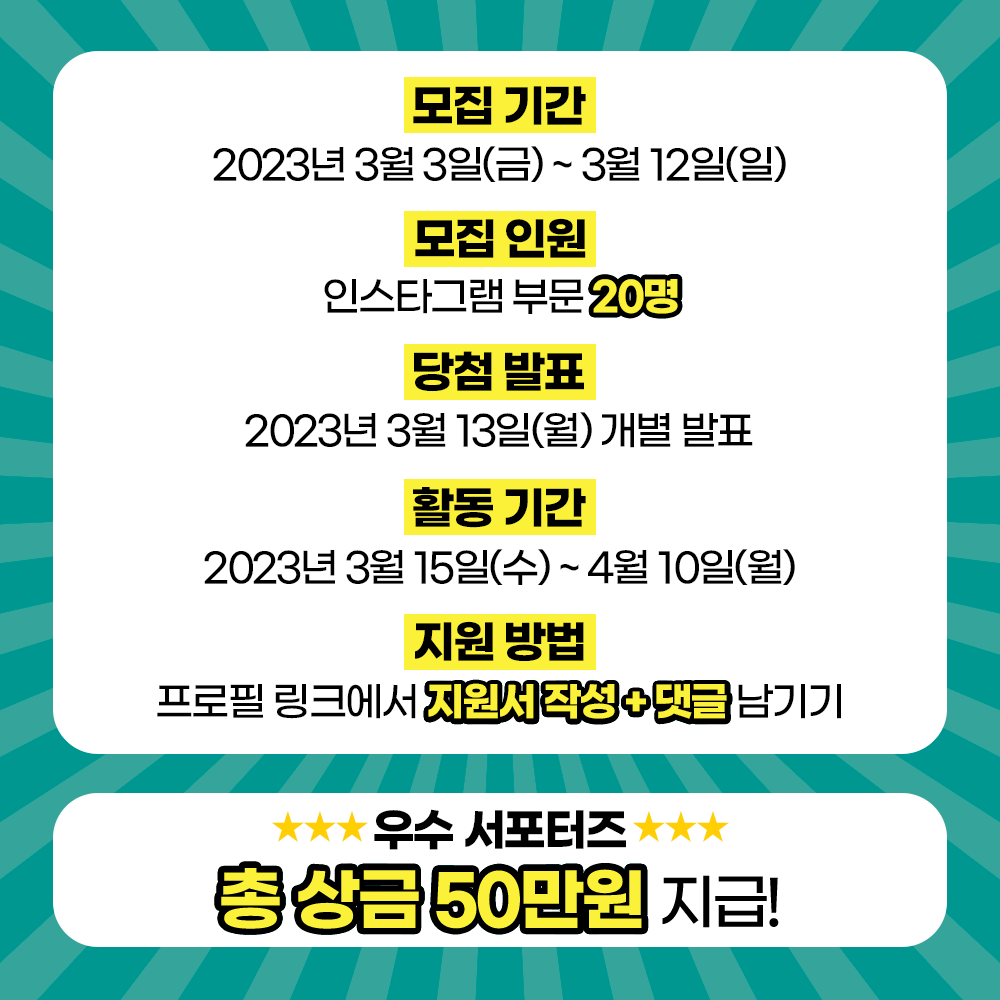 모집 기간
2023년 3월 3일(금) ~ 3월 12일(일)
모집 인원
인스타그램 부문 20명
당첨 발표
2023년 3월 13일(월) 개별 발표
활동 기간
2023년 3월 15일(수) ~ 4월 10일(월)
지원 방법
프로필 링크에서 지원서 작성 + 댓글 남기기
★★★ 우수 서포터즈 ★★★
총 상금 50만원 지급!